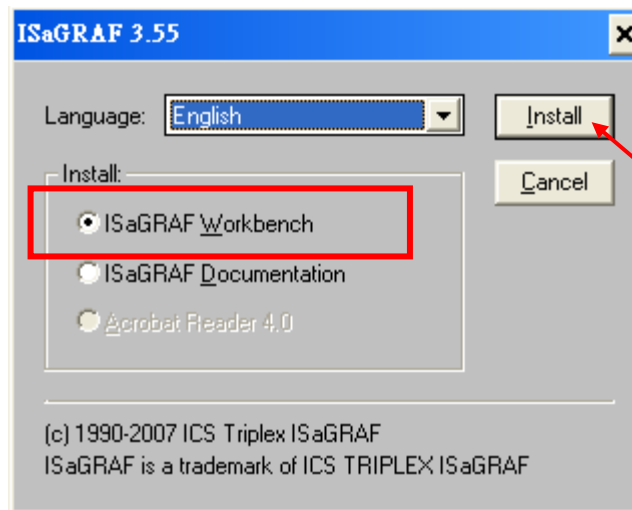 ISaGRAF 3.55
Language: English Install
Install: Cancel
ISaGRAF Workbench
ISaGRAF Documentation
Acrobat Reader 4.0
(c) 1990-2007 ICS Triplex ISaGRAF
ISaGRAF is a trademark of ICS TRIPLEX ISaGRAF